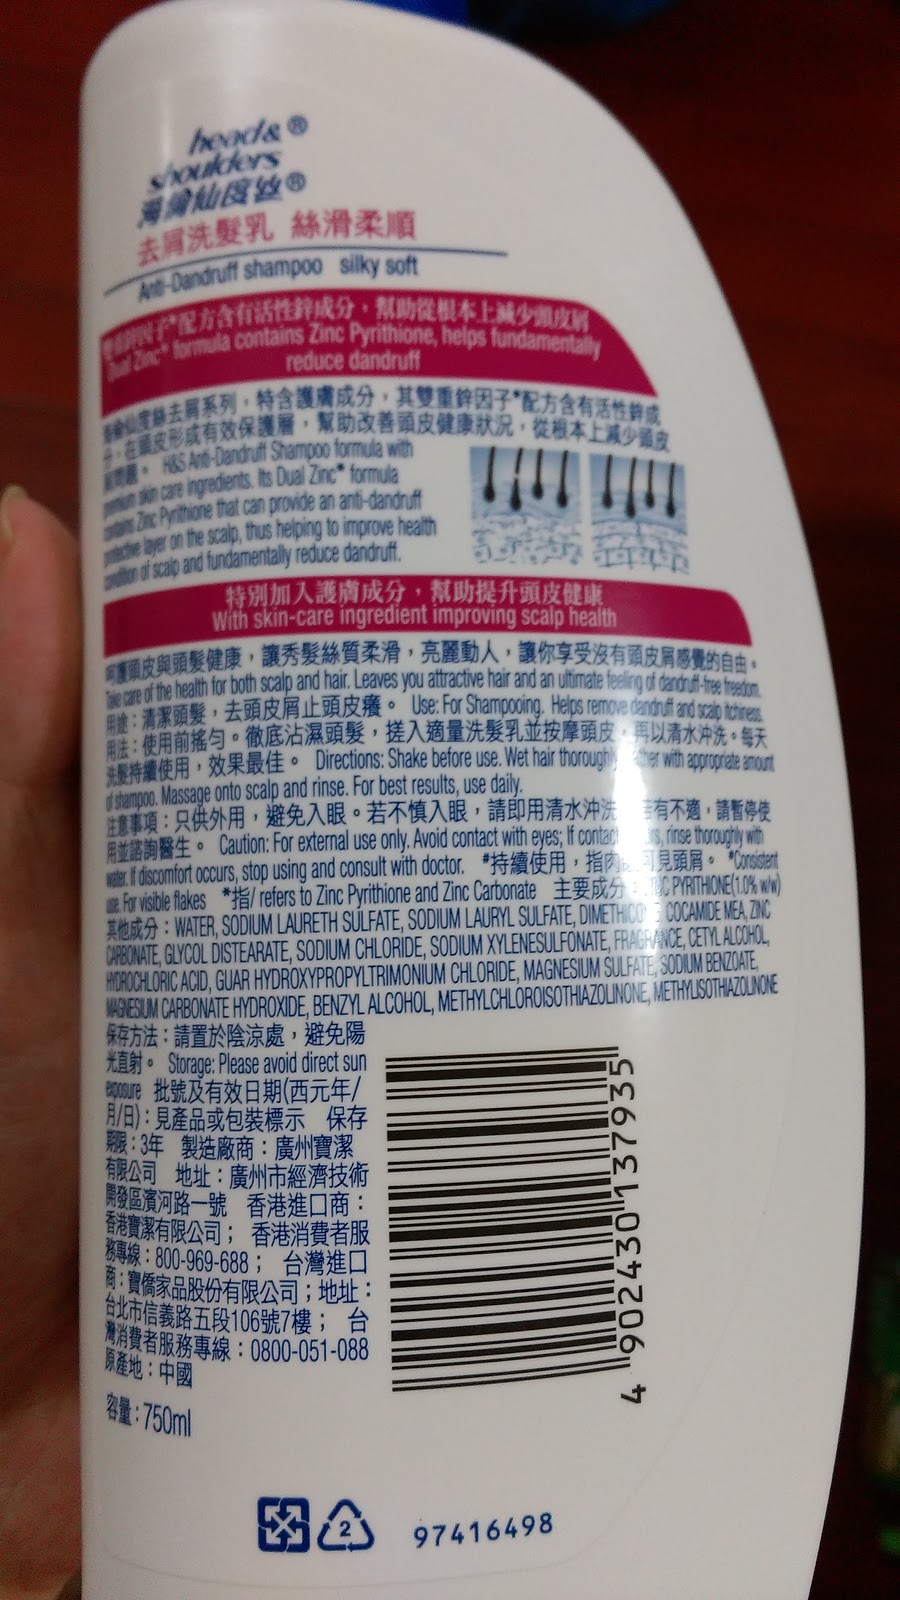 head& ®
shoulders
海倫仙度絲®
去屑洗髮乳 絲滑柔順
Anti-Dandruff shampoo silky soft
雙重鋅因子*配方含有活性鋅成分，幫助從根本上減少頭皮屑
Dual Zinc* formula contains Zinc Pyrithione, helps fundamentally
reduce dandruff
海倫仙度絲去屑系列，特含護膚成分，其雙重鋅因子*配方含有活性鋅成
分，在頭皮形成有效保護層，幫助改善頭皮健康狀況，從根本上減少頭皮
屑問題。 H&S Anti-Dandruff Shampoo formula with
premium skin care ingredients. Its Dual Zinc* formula
contains Zinc Pyrithione that can provide an anti-dandruff
protective layer on the scalp, thus helping to improve health
condition of scalp and fundamentally reduce dandruff.
特別加入護膚成分，幫助提升頭皮健康
With skin-care ingredient improving scalp health
呵護頭皮與頭髮健康，讓秀髮絲質柔滑，亮麗動人，讓你享受沒有頭皮屑感覺的自由。
Take care of the health for both scalp and hair. Leaves you attractive hair and an ultimate feeling of dandruff-free freedom.
用途：清潔頭髮，去頭皮屑止頭皮癢。 Use: For Shampooing. Helps remove dandruff and scalp itchiness.
用法：使用前搖勻。徹底沾濕頭髮，搓入適量洗髮乳並按摩頭皮，再以清水沖洗。每天
洗髮持續使用，效果最佳。 Directions: Shake before use. Wet hair thoroughly, lather with appropriate amount
of shampoo. Massage onto scalp and rinse. For best results, use daily.
注意事項：只供外用，避免入眼。若不慎入眼，請即用清水沖洗 若有不適，請暫停使
用並諮詢醫生。 Caution: For external use only. Avoid contact with eyes; If contact rinse thoroughly with
water. If discomfort occurs, stop using and consult with doctor. #持續使用，指肉 可見頭屑。 *Consistent
use. For visible flakes *指/ refers to Zinc Pyrithione and Zinc Carbonate 主要成分 PYRITHIONE(1.0% w/w)
其他成分：WATER, SODIUM LAURETH SULFATE, SODIUM LAURYL SULFATE, DIMETHICONE, COCAMIDE MEA, ZINC
CARBONATE, GLYCOL DISTEARATE, SODIUM CHLORIDE, SODIUM XYLENESULFONATE, FRAGRANCE, CETYL ALCOHOL,
HYDROCHLORIC ACID, GUAR HYDROXYPROPYLTRIMONIUM CHLORIDE, MAGNESIUM SULFATE, SODIUM BENZOATE,
MAGNESIUM CARBONATE HYDROXIDE, BENZYL ALCOHOL, METHYLCHLOROISOTHIAZOLINONE, METHYLISOTHIAZOLINONE
保存方法：請置於陰涼處，避免陽
光直射。 Storage: Please avoid direct sun
exposure 批號及有效日期(西元年/
月/日)：見產品或包裝標示 保存
期限：3年 製造廠商：廣州寶潔
有限公司 地址：廣州市經濟技術
開發區濱河路一號 香港進口商：
香港寶潔有限公司； 香港消費者服
務專線：800-969-688； 台灣進口
商：寶僑家品股份有限公司；地址：
台北市信義路五段106號7樓； 台
灣消費者服務專線：0800-051-088
原產地：中國
容量：750ml
4 902430 137935
2
97416498